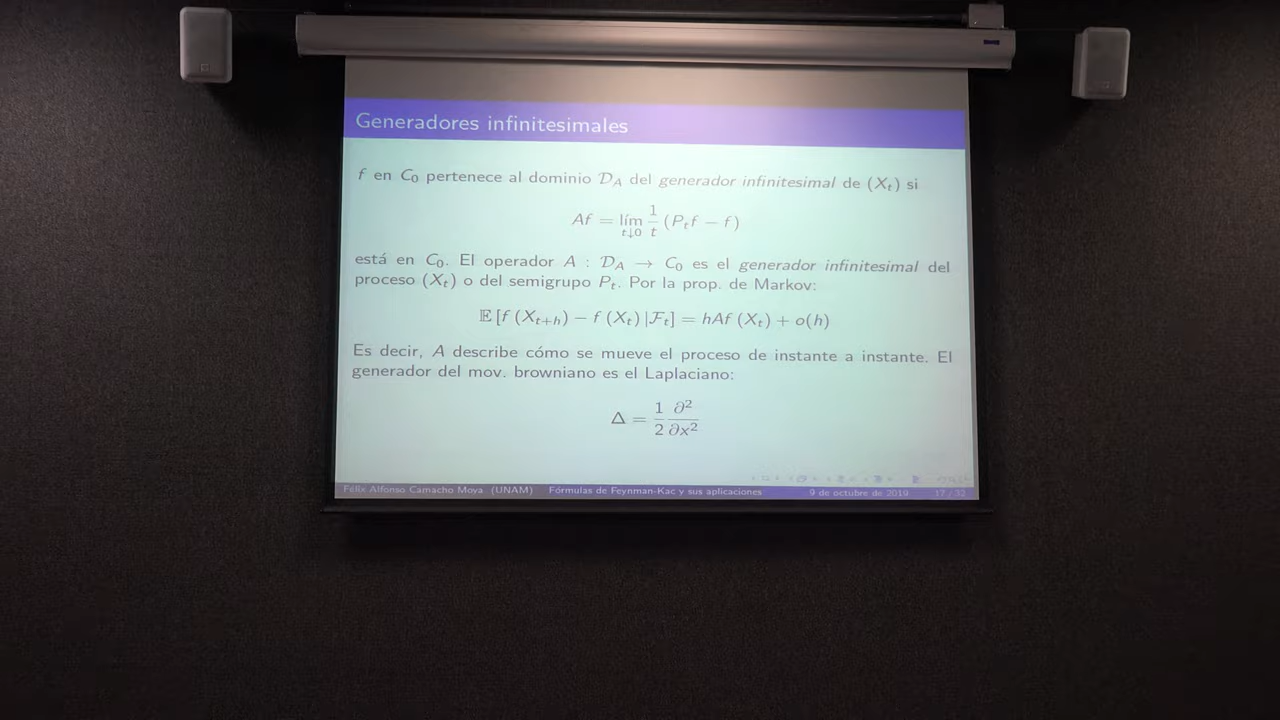 Generadores infinitesimales
f en C₀ pertenece al dominio 𝒟_A del generador infinitesimal de (X_t) si
Af = lím_{t↓0} 1/t (P_t f − f)
está en C₀. El operador A : 𝒟_A → C₀ es el generador infinitesimal del
proceso (X_t) o del semigrupo P_t. Por la prop. de Markov:
𝔼 [f (X_{t+h}) − f (X_t) |ℱ_t] = hAf (X_t) + o(h)
Es decir, A describe cómo se mueve el proceso de instante a instante. El
generador del mov. browniano es el Laplaciano:
Δ = 1/2 ∂²/∂x²
Félix Alfonso Camacho Moya (UNAM) Fórmulas de Feynman-Kac y sus aplicaciones 9 de octubre de 2019 17 / 32